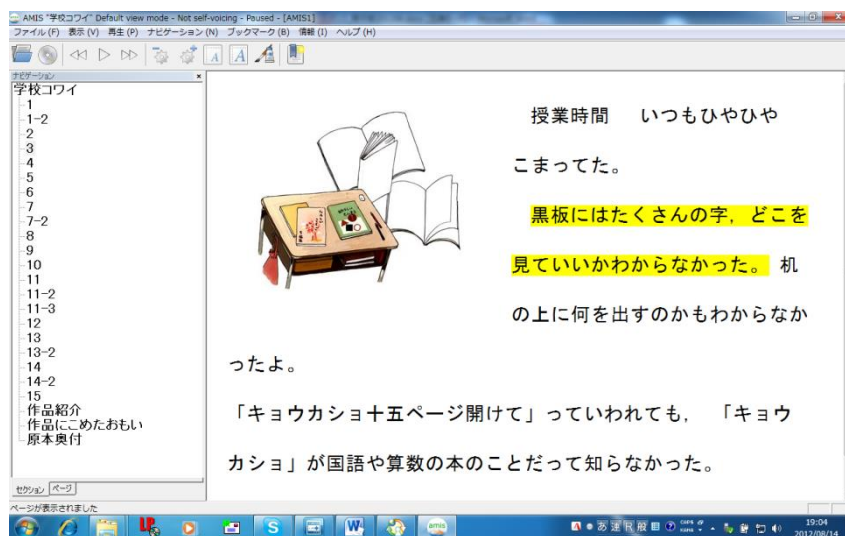 AMIS "学校コワイ" Default view mode - Not self-voicing - Paused - [AMIS1]
ファイル(F) 表示(V) 再生(P) ナビゲーション(N) ブックマーク(B) 情報(I) ヘルプ(H)
ナビゲーション
学校コワイ
1
1-2
2
3
4
5
6
7
7-2
8
9
10
11
11-2
11-3
12
13
13-2
14
14-2
15
作品紹介
作品にこめたおもい
原本奥付
セクション ページ
授業時間 いつもひやひや
こまってた。
黒板にはたくさんの字，どこを
見ていいかわからなかった。 机
の上に何を出すのかもわからなか
ったよ。
「キョウカショ十五ページ開けて」っていわれても， 「キョウ
カショ」が国語や算数の本のことだって知らなかった。
ページが表示されました
amis
A あ 連 R 般
CAPS
KANA
19:04
2012/08/14